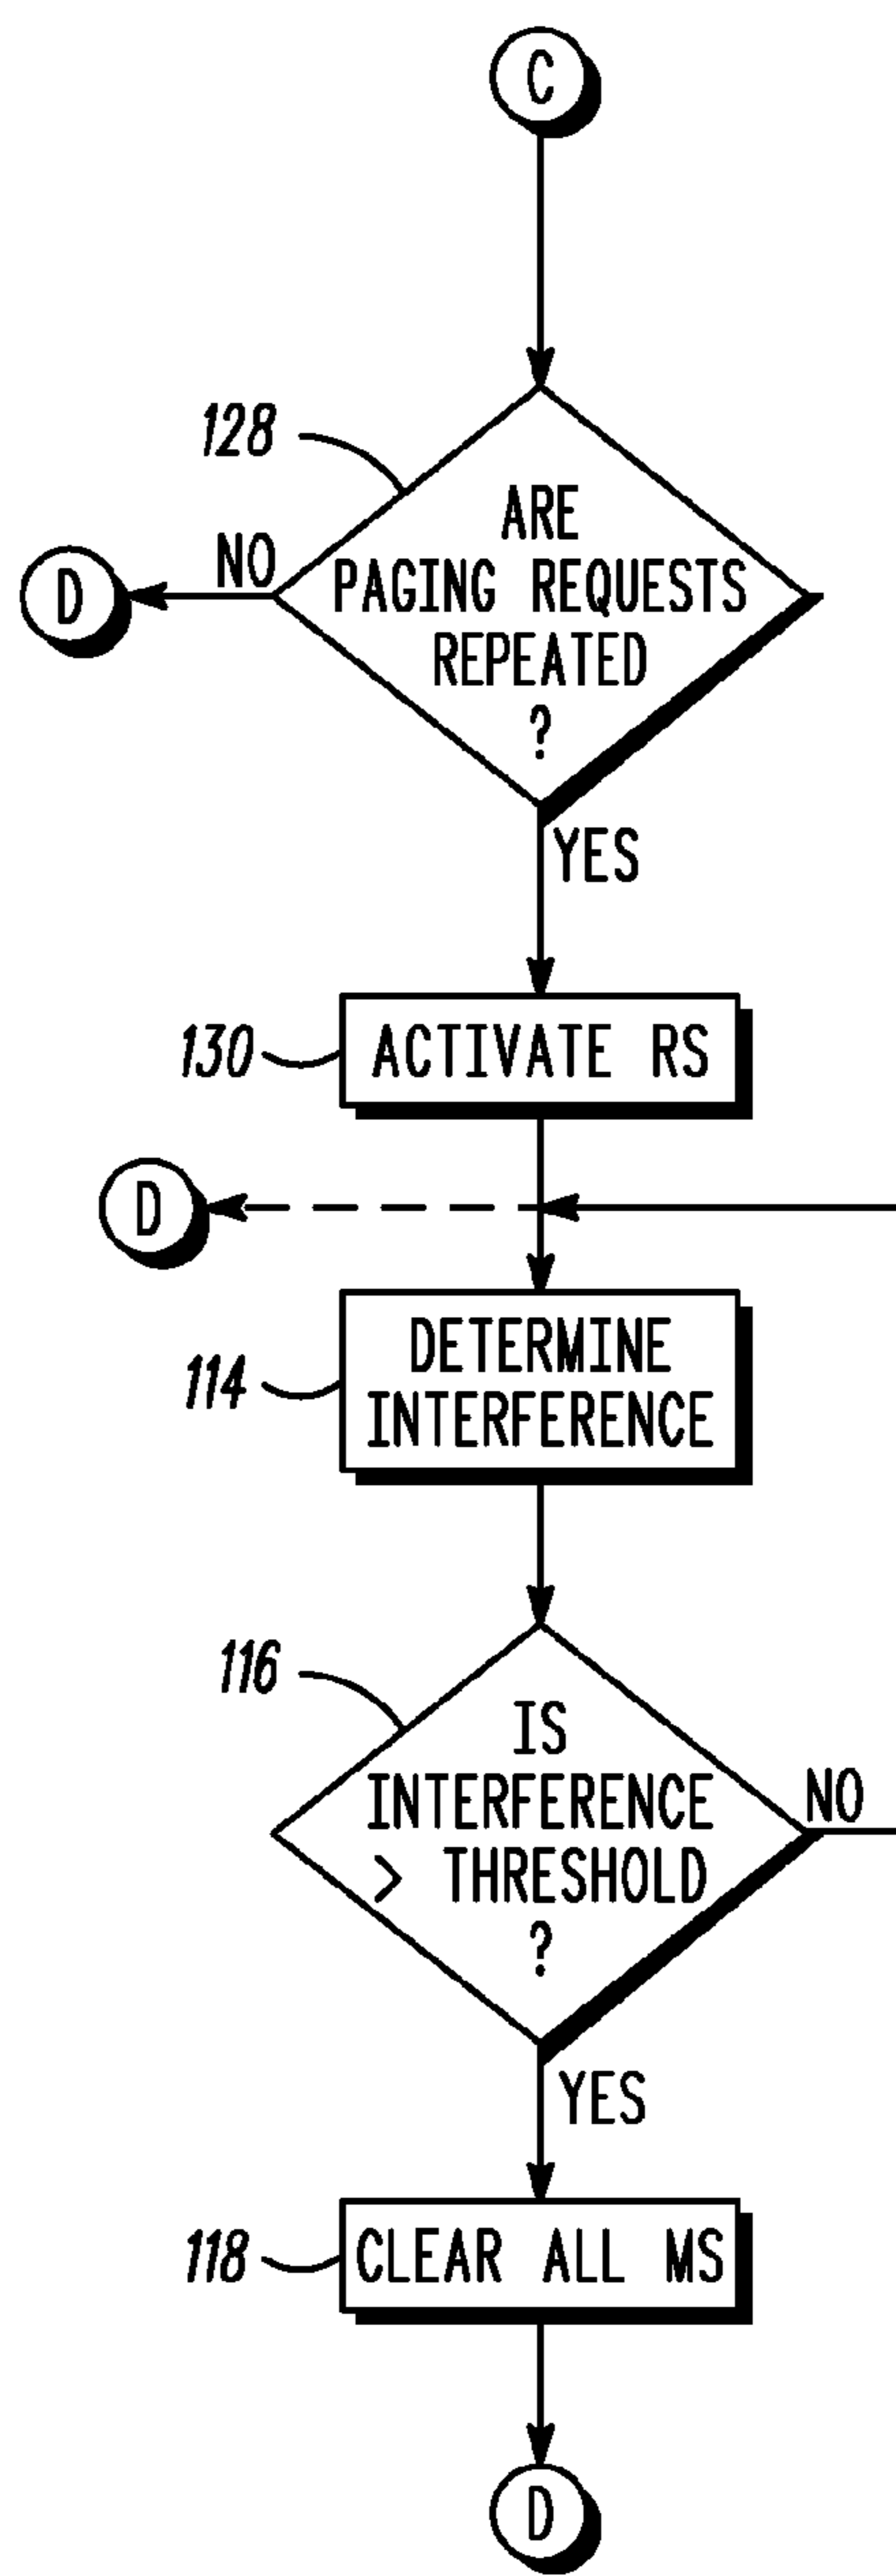 C
128
ARE
PAGING REQUESTS
REPEATED
?
NO
D
YES
130
ACTIVATE RS
D
114
DETERMINE
INTERFERENCE
116
IS
INTERFERENCE
> THRESHOLD
?
NO
YES
118
CLEAR ALL MS
D